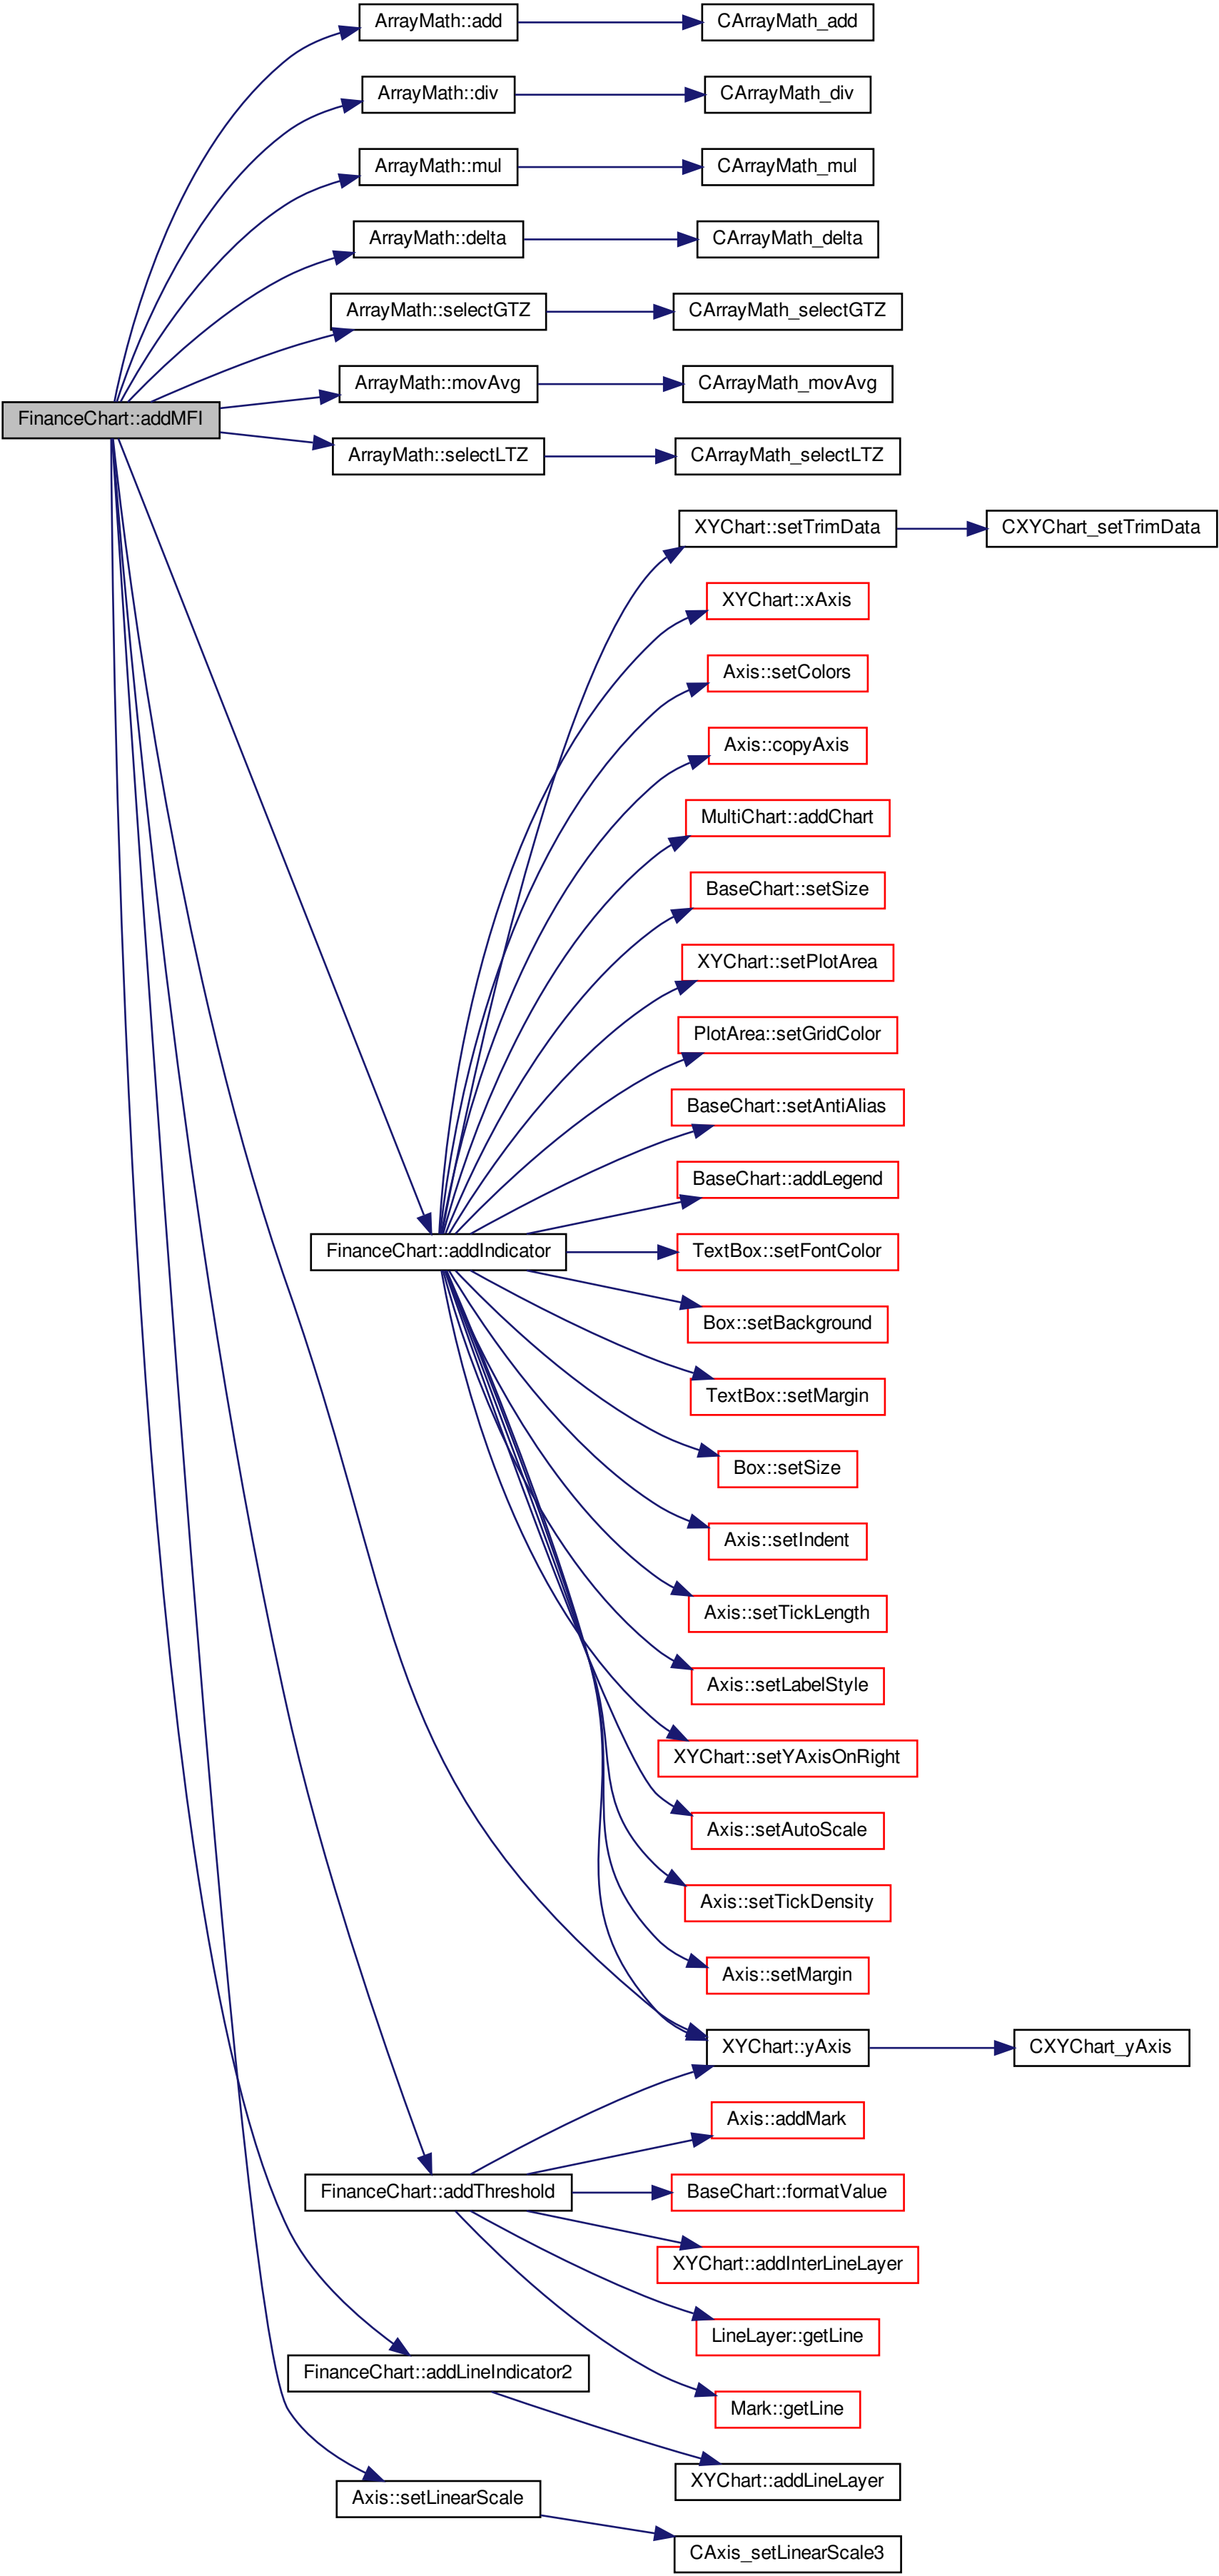 ArrayMath::add
CArrayMath_add
ArrayMath::div
CArrayMath_div
ArrayMath::mul
CArrayMath_mul
ArrayMath::delta
CArrayMath_delta
ArrayMath::selectGTZ
CArrayMath_selectGTZ
ArrayMath::movAvg
CArrayMath_movAvg
FinanceChart::addMFI
ArrayMath::selectLTZ
CArrayMath_selectLTZ
XYChart::setTrimData
CXYChart_setTrimData
XYChart::xAxis
Axis::setColors
Axis::copyAxis
MultiChart::addChart
BaseChart::setSize
XYChart::setPlotArea
PlotArea::setGridColor
BaseChart::setAntiAlias
BaseChart::addLegend
FinanceChart::addIndicator
TextBox::setFontColor
Box::setBackground
TextBox::setMargin
Box::setSize
Axis::setIndent
Axis::setTickLength
Axis::setLabelStyle
XYChart::setYAxisOnRight
Axis::setAutoScale
Axis::setTickDensity
Axis::setMargin
XYChart::yAxis
CXYChart_yAxis
Axis::addMark
FinanceChart::addThreshold
BaseChart::formatValue
XYChart::addInterLineLayer
LineLayer::getLine
FinanceChart::addLineIndicator2
Mark::getLine
XYChart::addLineLayer
Axis::setLinearScale
CAxis_setLinearScale3